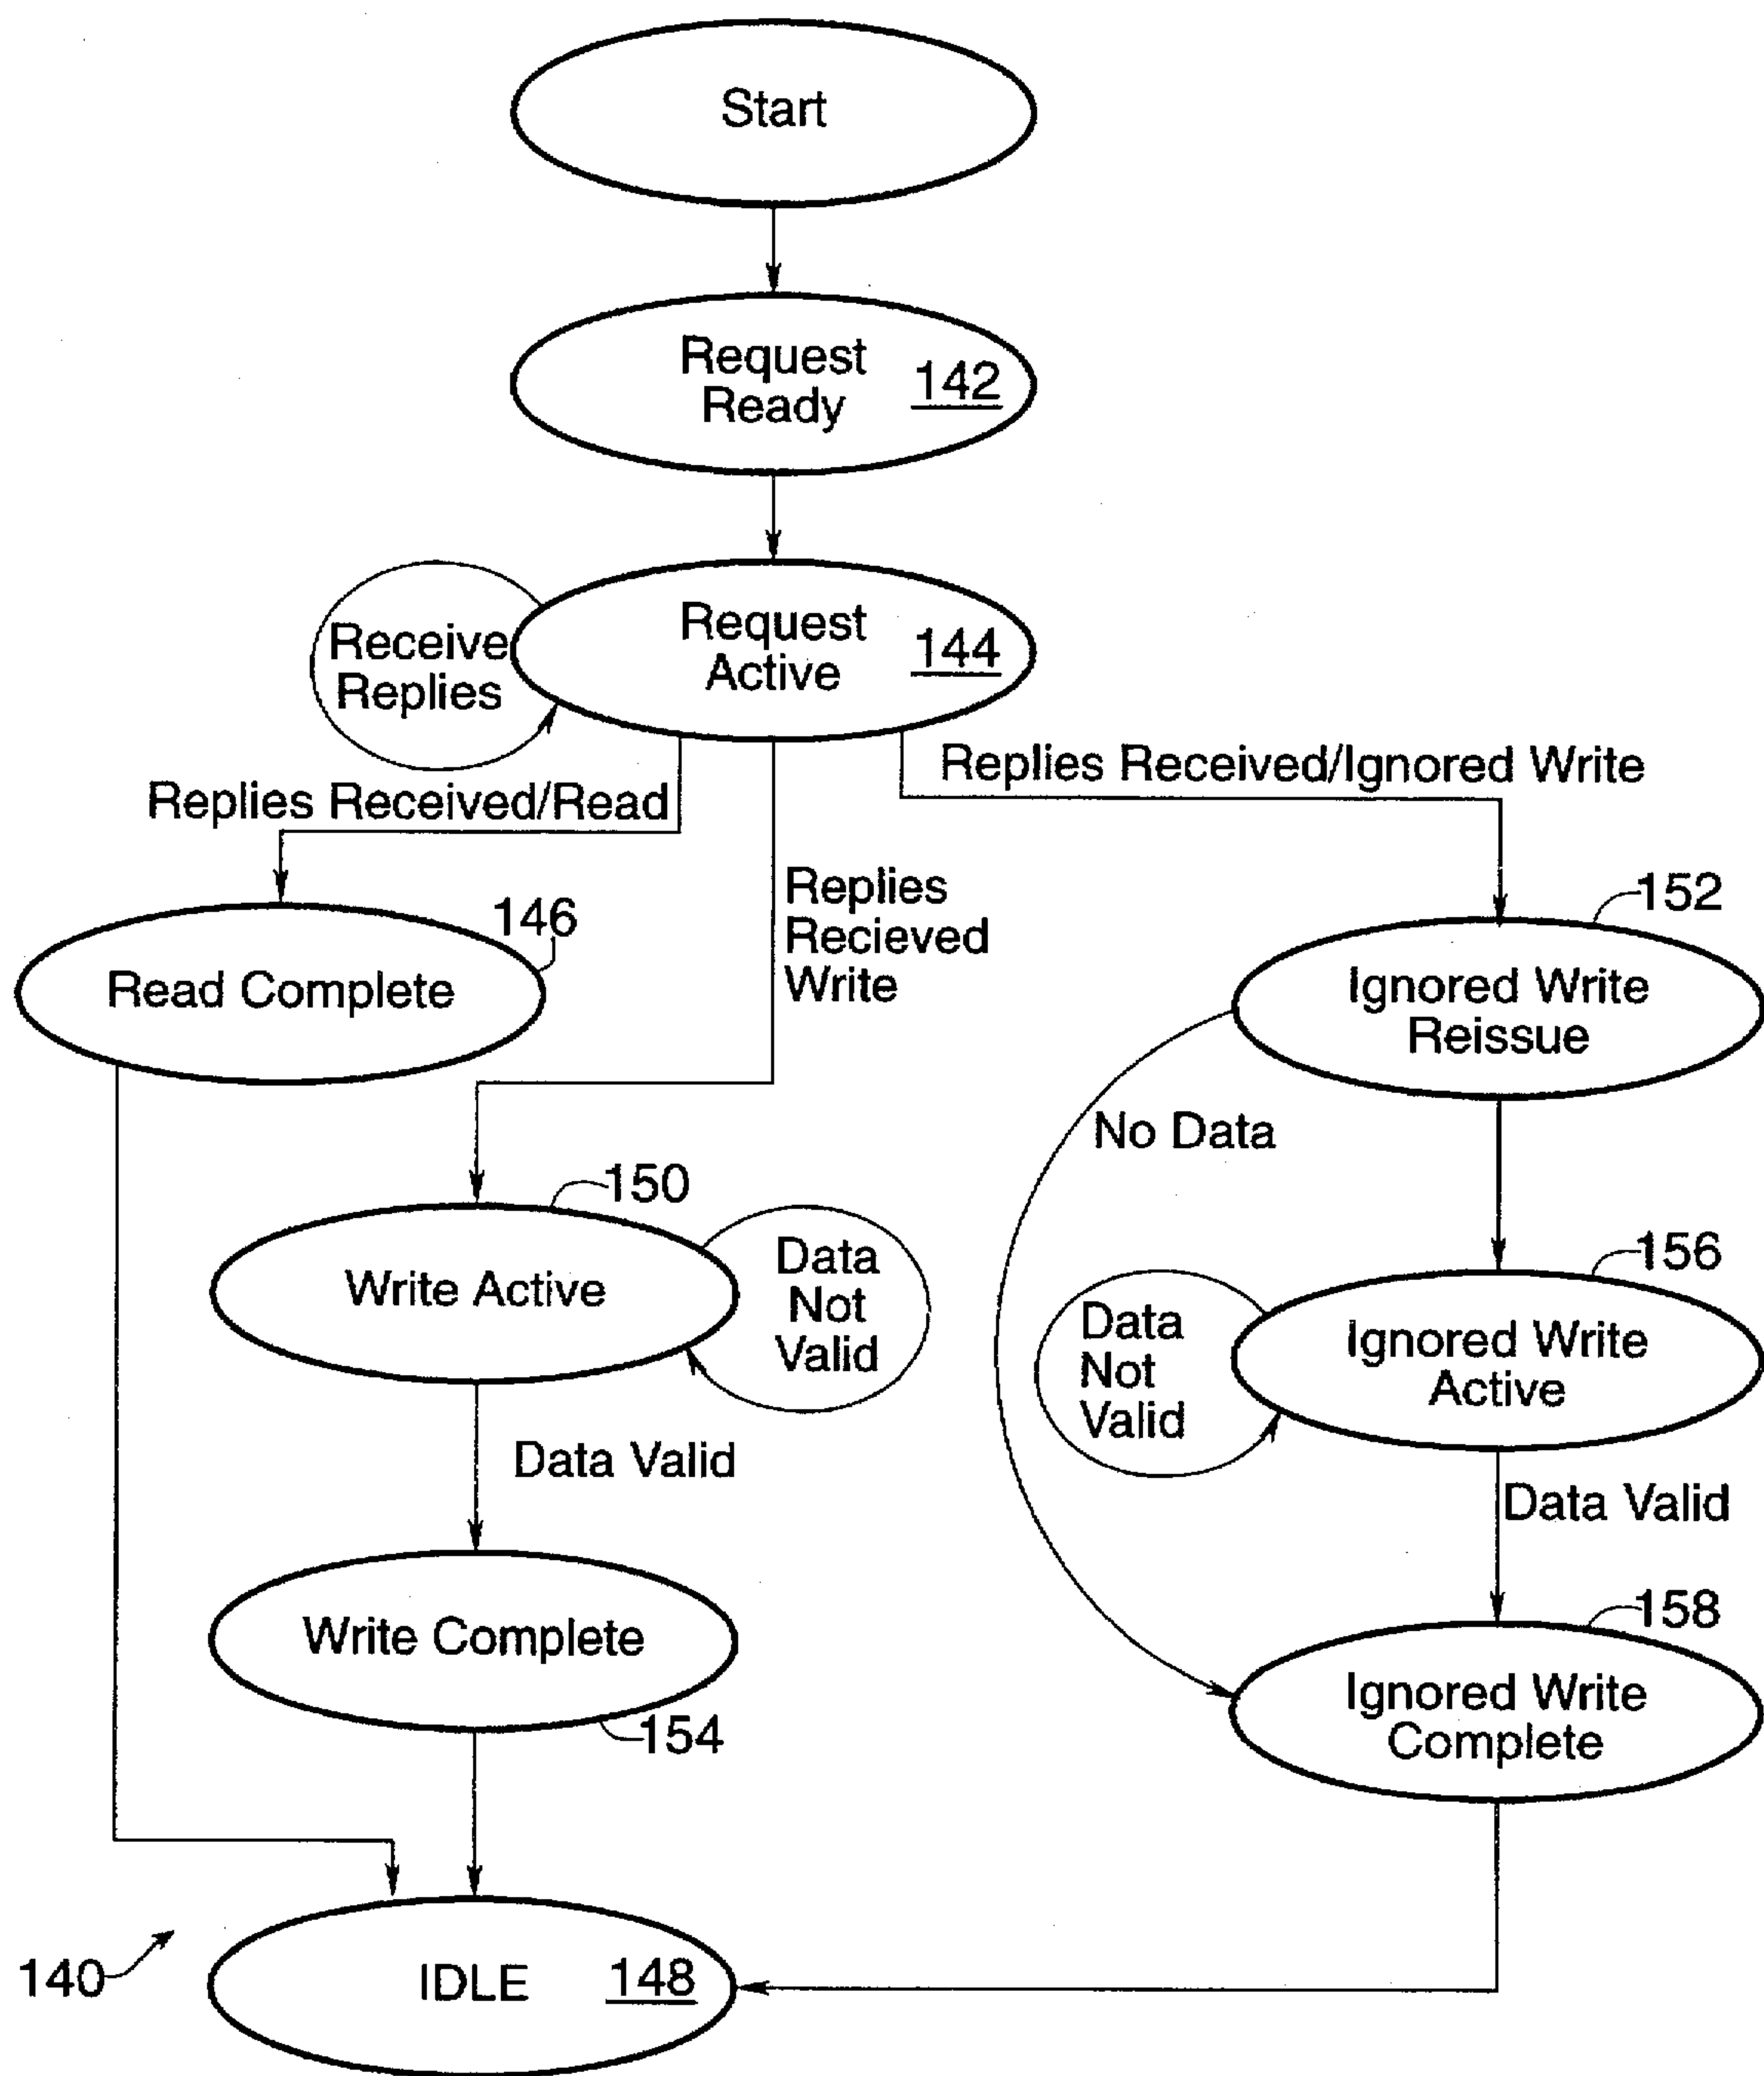 Start
Request
Ready
142
Request
Active
144
Receive
Replies
Replies Received/Read
Replies Received/Ignored Write
Replies
Recieved
Write
146
Read Complete
152
Ignored Write
Reissue
No Data
150
Write Active
Data
Not
Valid
156
Ignored Write
Active
Data
Not
Valid
Data Valid
Data Valid
Write Complete
154
158
Ignored Write
Complete
140
IDLE
148